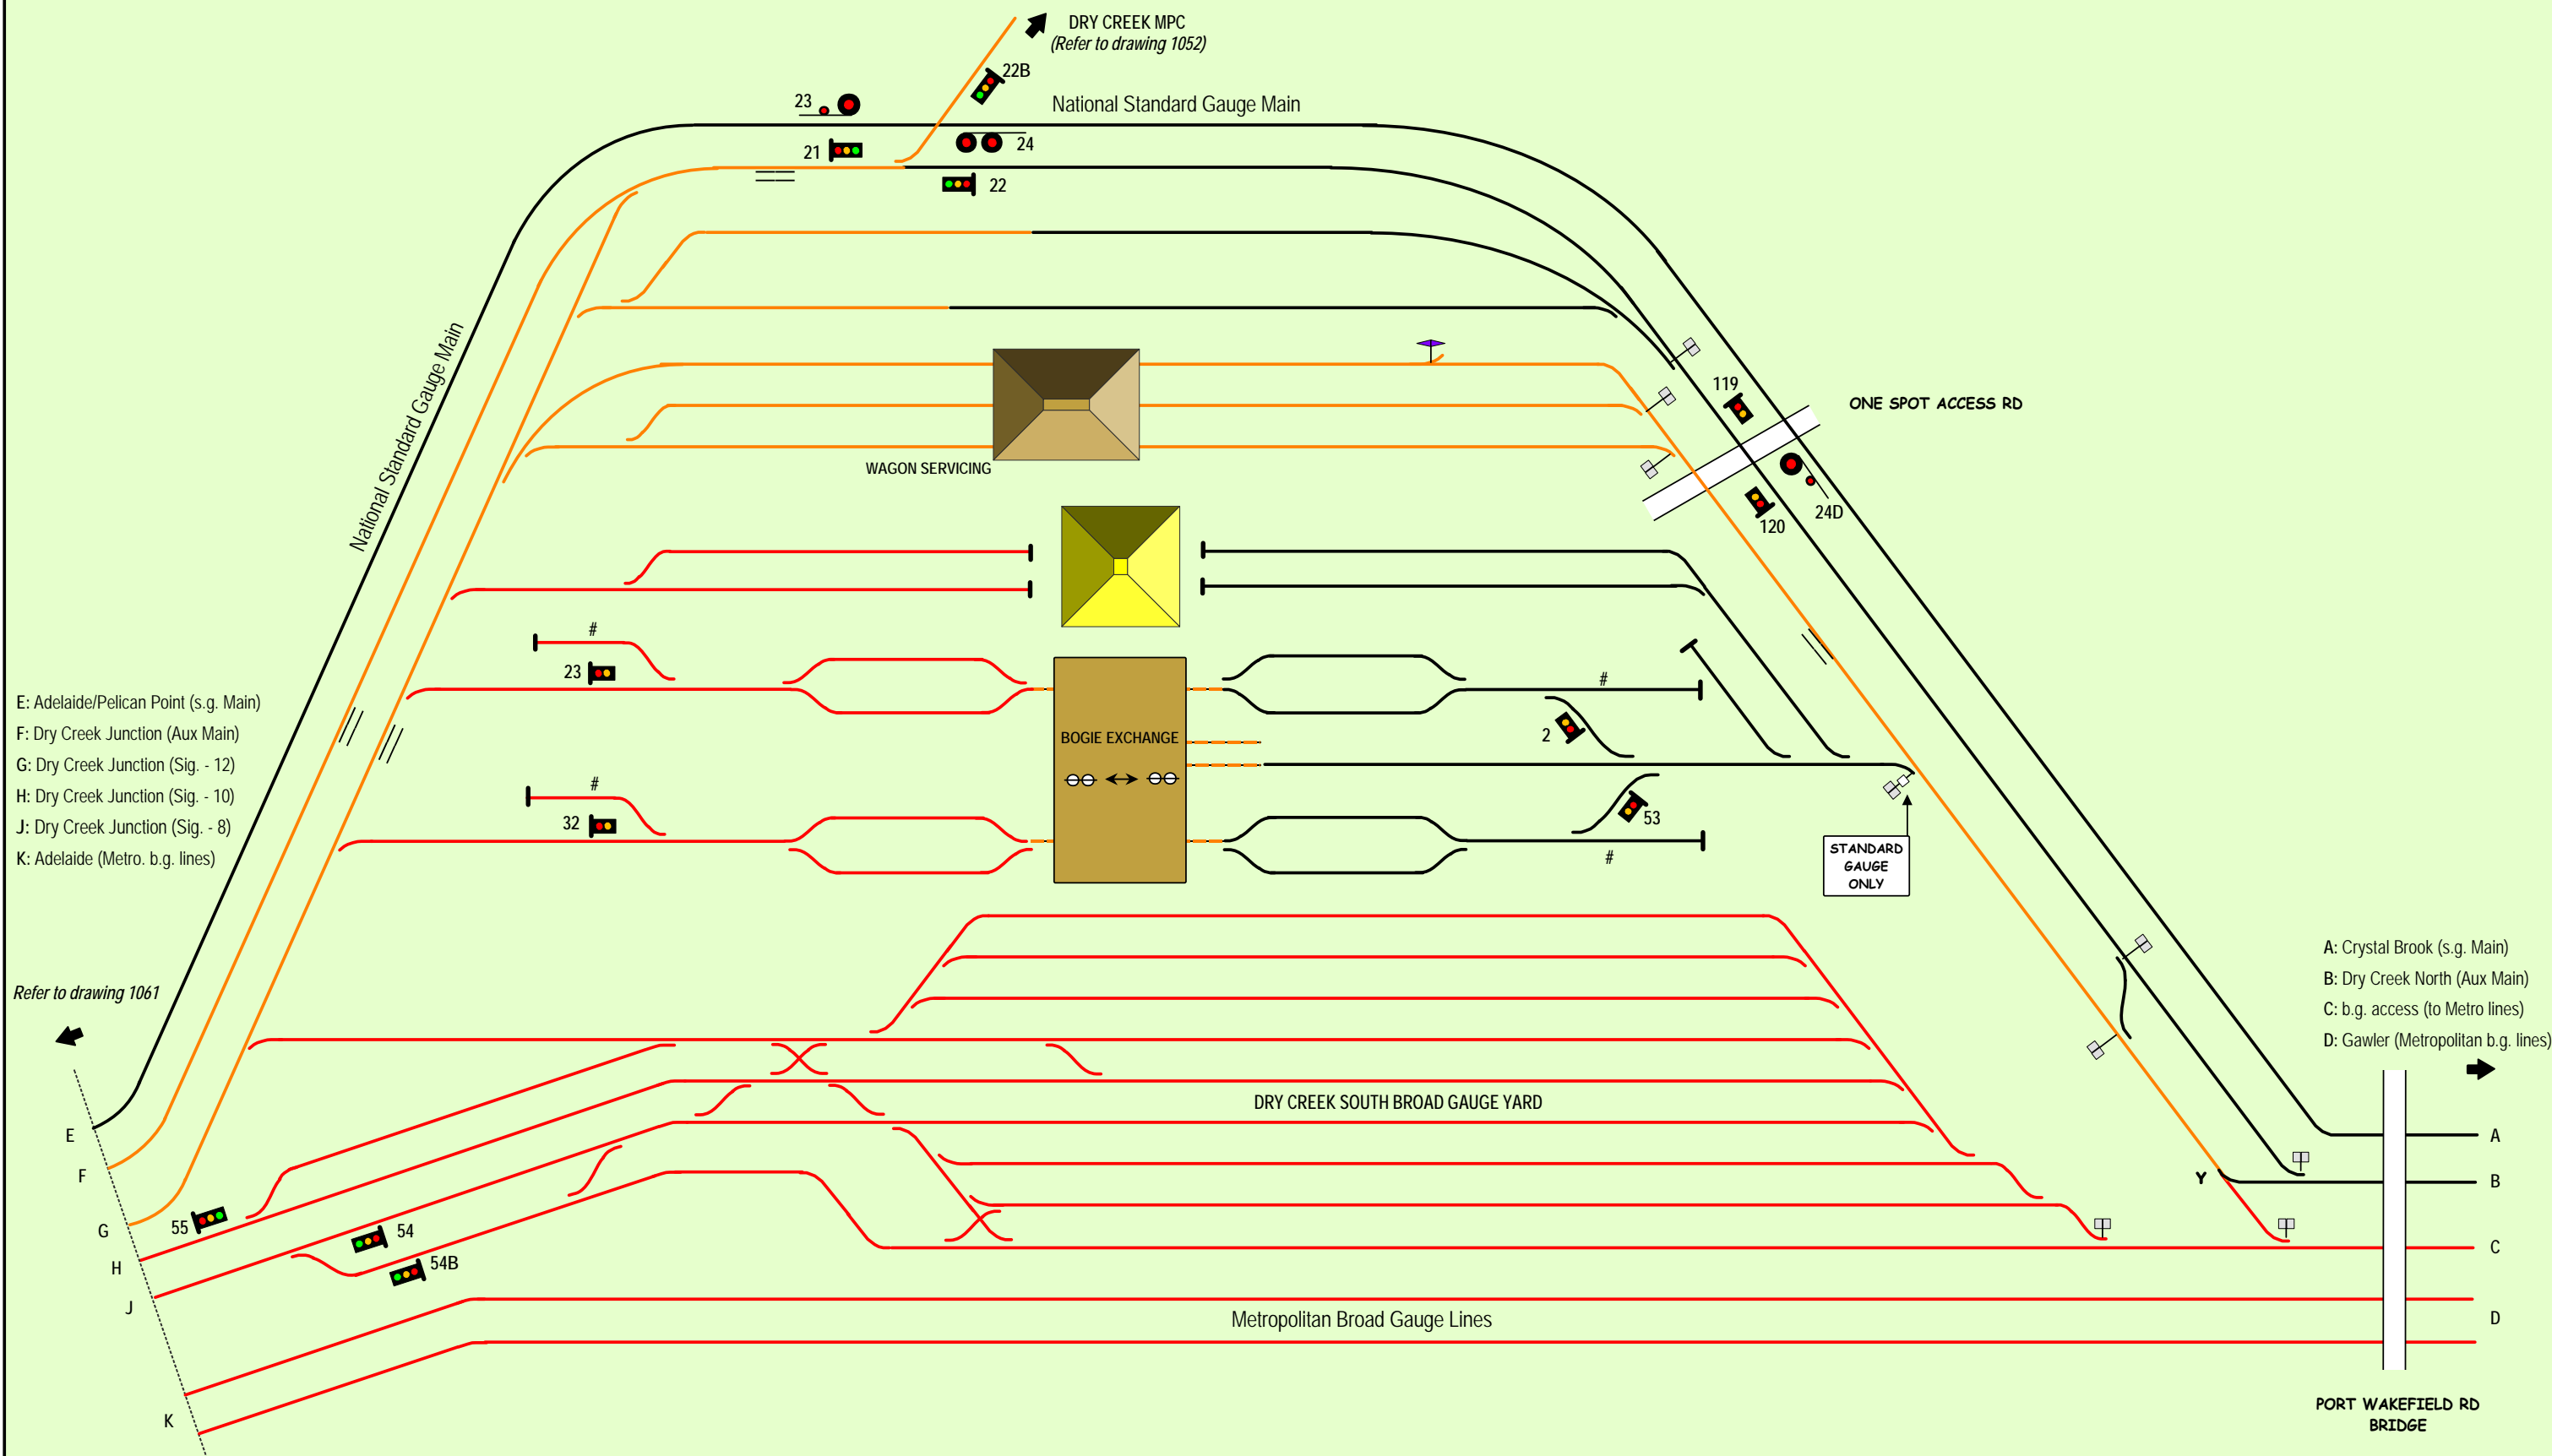 DRY CREEK MPC
(Refer to drawing 1052)
22B
23
National Standard Gauge Main
21
24
22
National Standard Gauge Main
119
ONE SPOT ACCESS RD
WAGON SERVICING
24D
120
#
23
#
2
BOGIE EXCHANGE
#
32
53
#
STANDARD
GAUGE
ONLY
E: Adelaide/Pelican Point (s.g. Main)
F: Dry Creek Junction (Aux Main)
G: Dry Creek Junction (Sig. - 12)
H: Dry Creek Junction (Sig. - 10)
J: Dry Creek Junction (Sig. - 8)
K: Adelaide (Metro. b.g. lines)
A: Crystal Brook (s.g. Main)
B: Dry Creek North (Aux Main)
C: b.g. access (to Metro lines)
D: Gawler (Metropolitan b.g. lines)
Refer to drawing 1061
DRY CREEK SOUTH BROAD GAUGE YARD
E
A
F
Y
B
G
55
54
H
54B
C
J
Metropolitan Broad Gauge Lines
D
K
PORT WAKEFIELD RD
BRIDGE